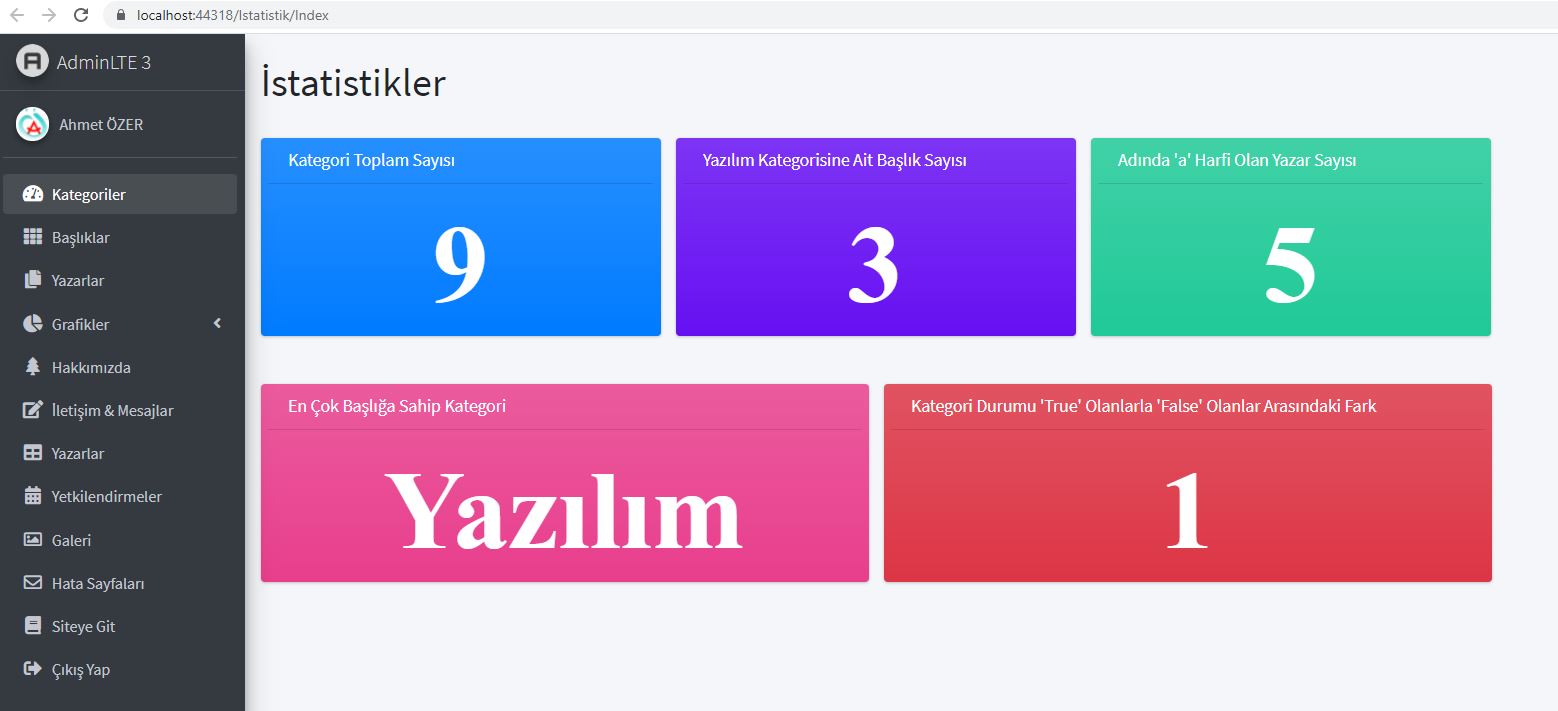 localhost:44318/Istatistik/Index
AdminLTE 3
Ahmet ÖZER
Kategoriler
Başlıklar
Yazarlar
Grafikler
Hakkımızda
İletişim & Mesajlar
Yazarlar
Yetkilendirmeler
Galeri
Hata Sayfaları
Siteye Git
Çıkış Yap
İstatistikler
Kategori Toplam Sayısı
9
Yazılım Kategorisine Ait Başlık Sayısı
3
Adında 'a' Harfi Olan Yazar Sayısı
5
En Çok Başlığa Sahip Kategori
Yazılım
Kategori Durumu 'True' Olanlarla 'False' Olanlar Arasındaki Fark
1